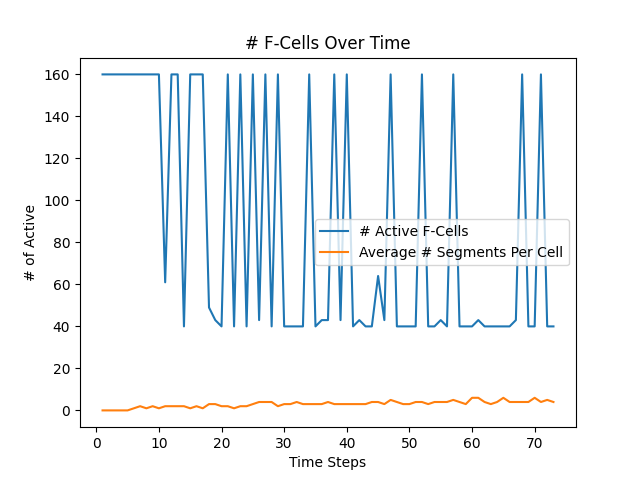 # F-Cells Over Time
160
140
120
100
80
60
40
20
0
# of Active
# Active F-Cells
Average # Segments Per Cell
0 10 20 30 40 50 60 70
Time Steps